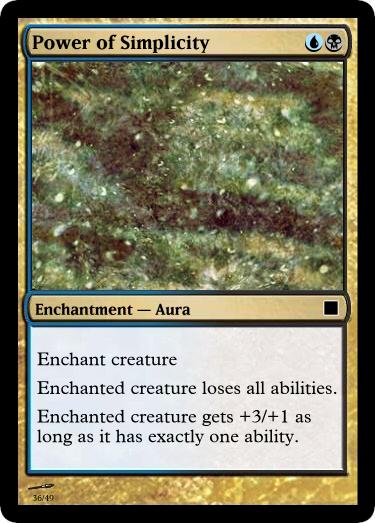 Power of Simplicity
Enchantment — Aura
Enchant creature
Enchanted creature loses all abilities.
Enchanted creature gets +3/+1 as
long as it has exactly one ability.
36/49